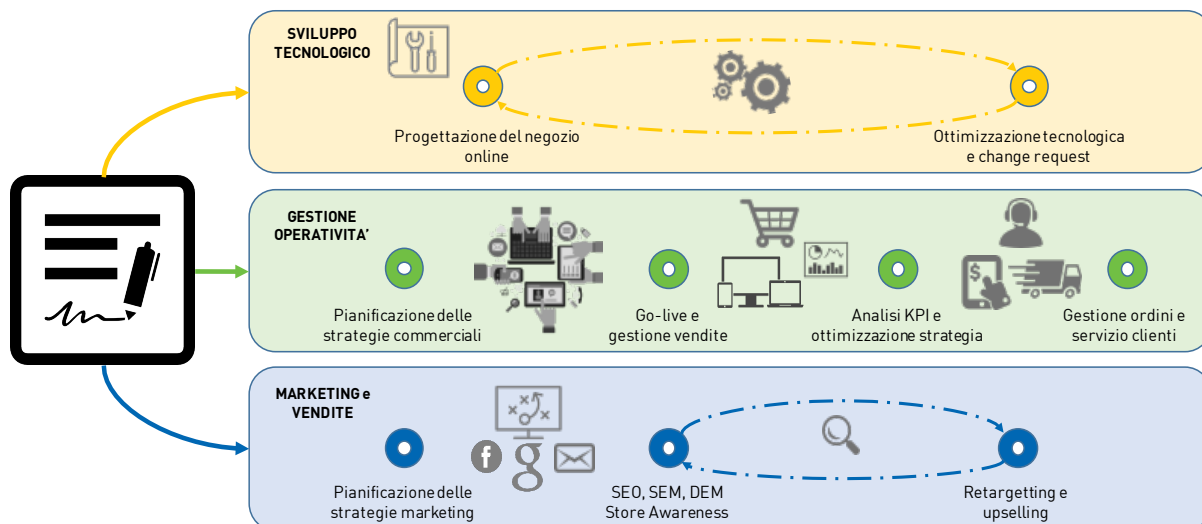 SVILUPPO
TECNOLOGICO
Progettazione del negozio
online
Ottimizzazione tecnologica
e change request
GESTIONE
OPERATIVITA’
Pianificazione delle
strategie commerciali
Go-live e
gestione vendite
Analisi KPI e
ottimizzazione strategia
Gestione ordini e
servizio clienti
$
MARKETING e
VENDITE
f
g
Pianificazione delle
strategie marketing
SEO, SEM, DEM
Store Awareness
Retargetting e
upselling